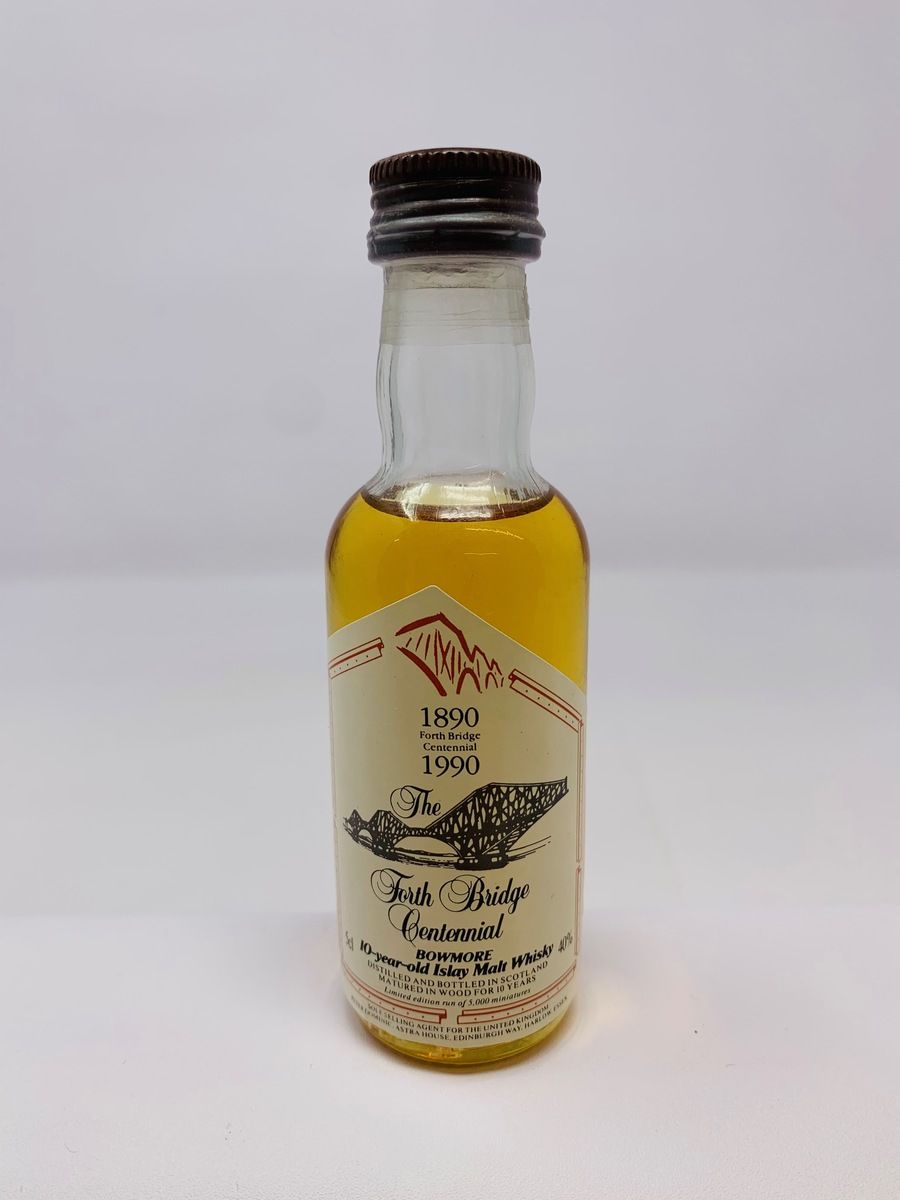 1890
Forth Bridge
Centennial
1990
The
Forth Bridge
Centennial
BOWMORE
5cl 10-year-old Islay Malt Whisky 40%
DISTILLED AND BOTTLED IN SCOTLAND
MATURED IN WOOD FOR 10 YEARS
Limited edition run of 5,000 miniatures
SOLE SELLING AGENT FOR THE UNITED KINGDOM
PETER DOMINIC, ASTRA HOUSE, EDINBURGH WAY, HARLOW, ESSEX